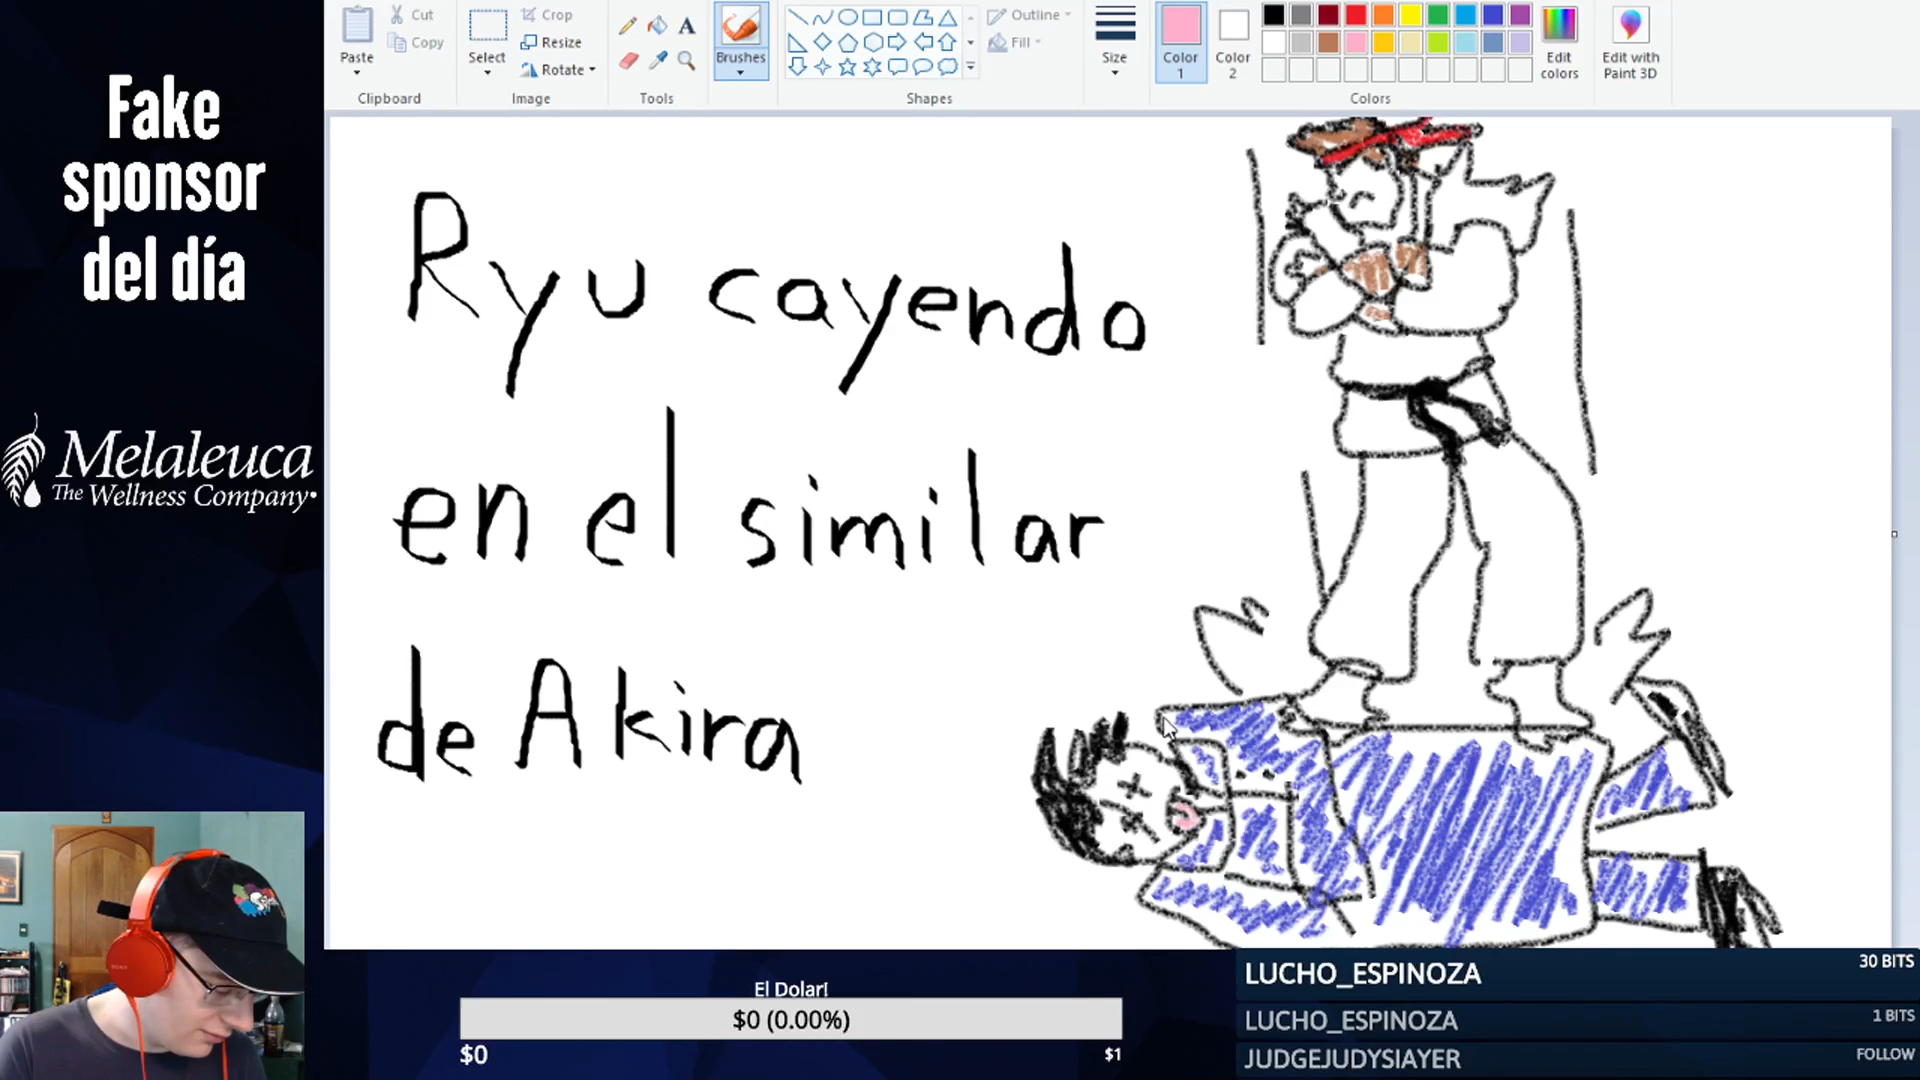 Fake
sponsor
del día
Melaleuca
The Wellness Company
Paste
Cut
Copy
Clipboard
Select
Crop
Resize
Rotate
Image
Tools
Brushes
Shapes
Outline
Fill
Size
Color
1
Color
2
Colors
Edit
colors
Edit with
Paint 3D
Ryu cayendo
en el similar
de Akira
El Dolar!
$0 (0.00%)
$0
$1
LUCHO_ESPINOZA
30 BITS
LUCHO_ESPINOZA
1 BITS
JUDGEJUDYSIAYER
FOLLOW